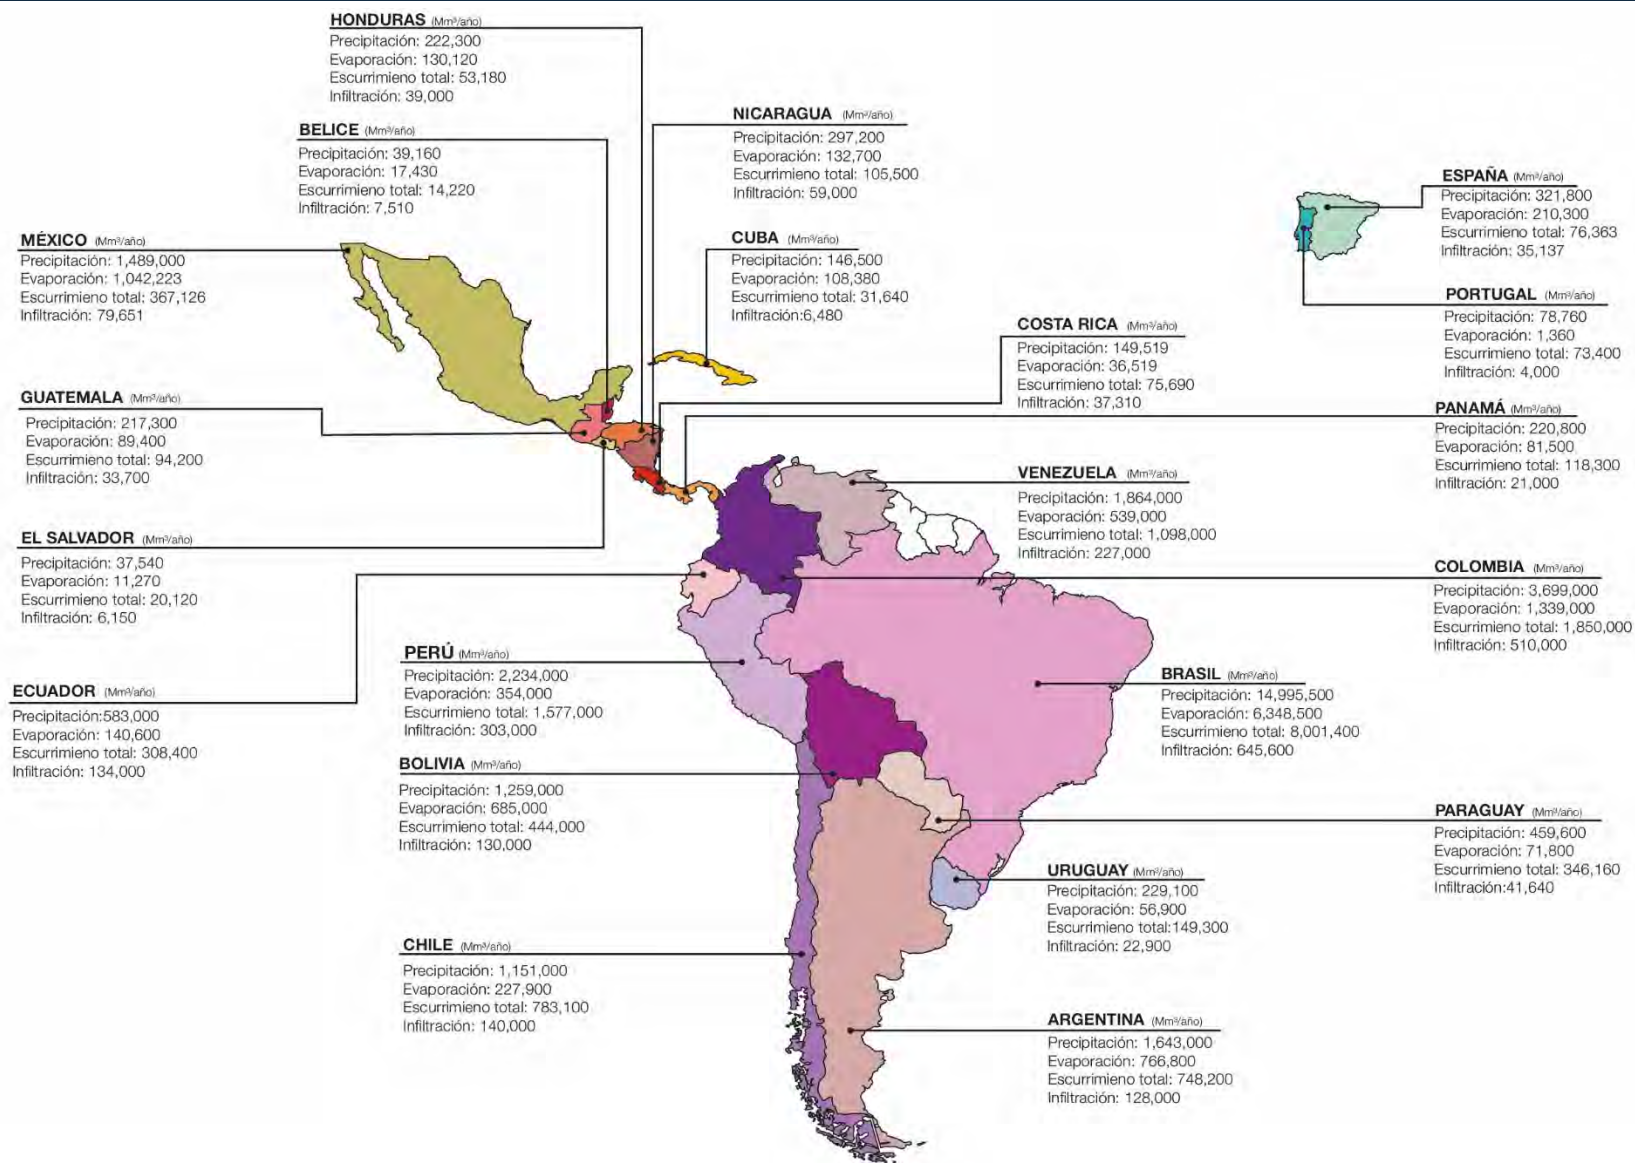 HONDURAS (Mm³/año)
Precipitación: 222,300
Evaporación: 130,120
Escurrimieno total: 53,180
Infiltración: 39,000
BELICE (Mm³/año)
Precipitación: 39,160
Evaporación: 17,430
Escurrimieno total: 14,220
Infiltración: 7,510
NICARAGUA (Mm³/año)
Precipitación: 297,200
Evaporación: 132,700
Escurrimieno total: 105,500
Infiltración: 59,000
ESPAÑA (Mm³/año)
Precipitación: 321,800
Evaporación: 210,300
Escurrimieno total: 76,363
Infiltración: 35,137
MÉXICO (Mm³/año)
Precipitación: 1,489,000
Evaporación: 1,042,223
Escurrimieno total: 367,126
Infiltración: 79,651
CUBA (Mm³/año)
Precipitación: 146,500
Evaporación: 108,380
Escurrimieno total: 31,640
Infiltración:6,480
PORTUGAL (Mm³/año)
Precipitación: 78,760
Evaporación: 1,360
Escurrimieno total: 73,400
Infiltración: 4,000
COSTA RICA (Mm³/año)
Precipitación: 149,519
Evaporación: 36,519
Escurrimieno total: 75,690
Infiltración: 37,310
GUATEMALA (Mm³/año)
Precipitación: 217,300
Evaporación: 89,400
Escurrimieno total: 94,200
Infiltración: 33,700
PANAMÁ (Mm³/año)
Precipitación: 220,800
Evaporación: 81,500
Escurrimieno total: 118,300
Infiltración: 21,000
VENEZUELA (Mm³/año)
Precipitación: 1,864,000
Evaporación: 539,000
Escurrimieno total: 1,098,000
Infiltración: 227,000
EL SALVADOR (Mm³/año)
Precipitación: 37,540
Evaporación: 11,270
Escurrimieno total: 20,120
Infiltración: 6,150
COLOMBIA (Mm³/año)
Precipitación: 3,699,000
Evaporación: 1,339,000
Escurrimieno total: 1,850,000
Infiltración: 510,000
PERÚ (Mm³/año)
Precipitación: 2,234,000
Evaporación: 354,000
Escurrimieno total: 1,577,000
Infiltración: 303,000
BRASIL (Mm³/año)
Precipitación: 14,995,500
Evaporación: 6,348,500
Escurrimieno total: 8,001,400
Infiltración: 645,600
ECUADOR (Mm³/año)
Precipitación:583,000
Evaporación: 140,600
Escurrimieno total: 308,400
Infiltración: 134,000
BOLIVIA (Mm³/año)
Precipitación: 1,259,000
Evaporación: 685,000
Escurrimieno total: 444,000
Infiltración: 130,000
PARAGUAY (Mm³/año)
Precipitación: 459,600
Evaporación: 71,800
Escurrimieno total: 346,160
Infiltración:41,640
URUGUAY (Mm³/año)
Precipitación: 229,100
Evaporación: 56,900
Escurrimieno total:149,300
Infiltración: 22,900
CHILE (Mm³/año)
Precipitación: 1,151,000
Evaporación: 227,900
Escurrimieno total: 783,100
Infiltración: 140,000
ARGENTINA (Mm³/año)
Precipitación: 1,643,000
Evaporación: 766,800
Escurrimieno total: 748,200
Infiltración: 128,000